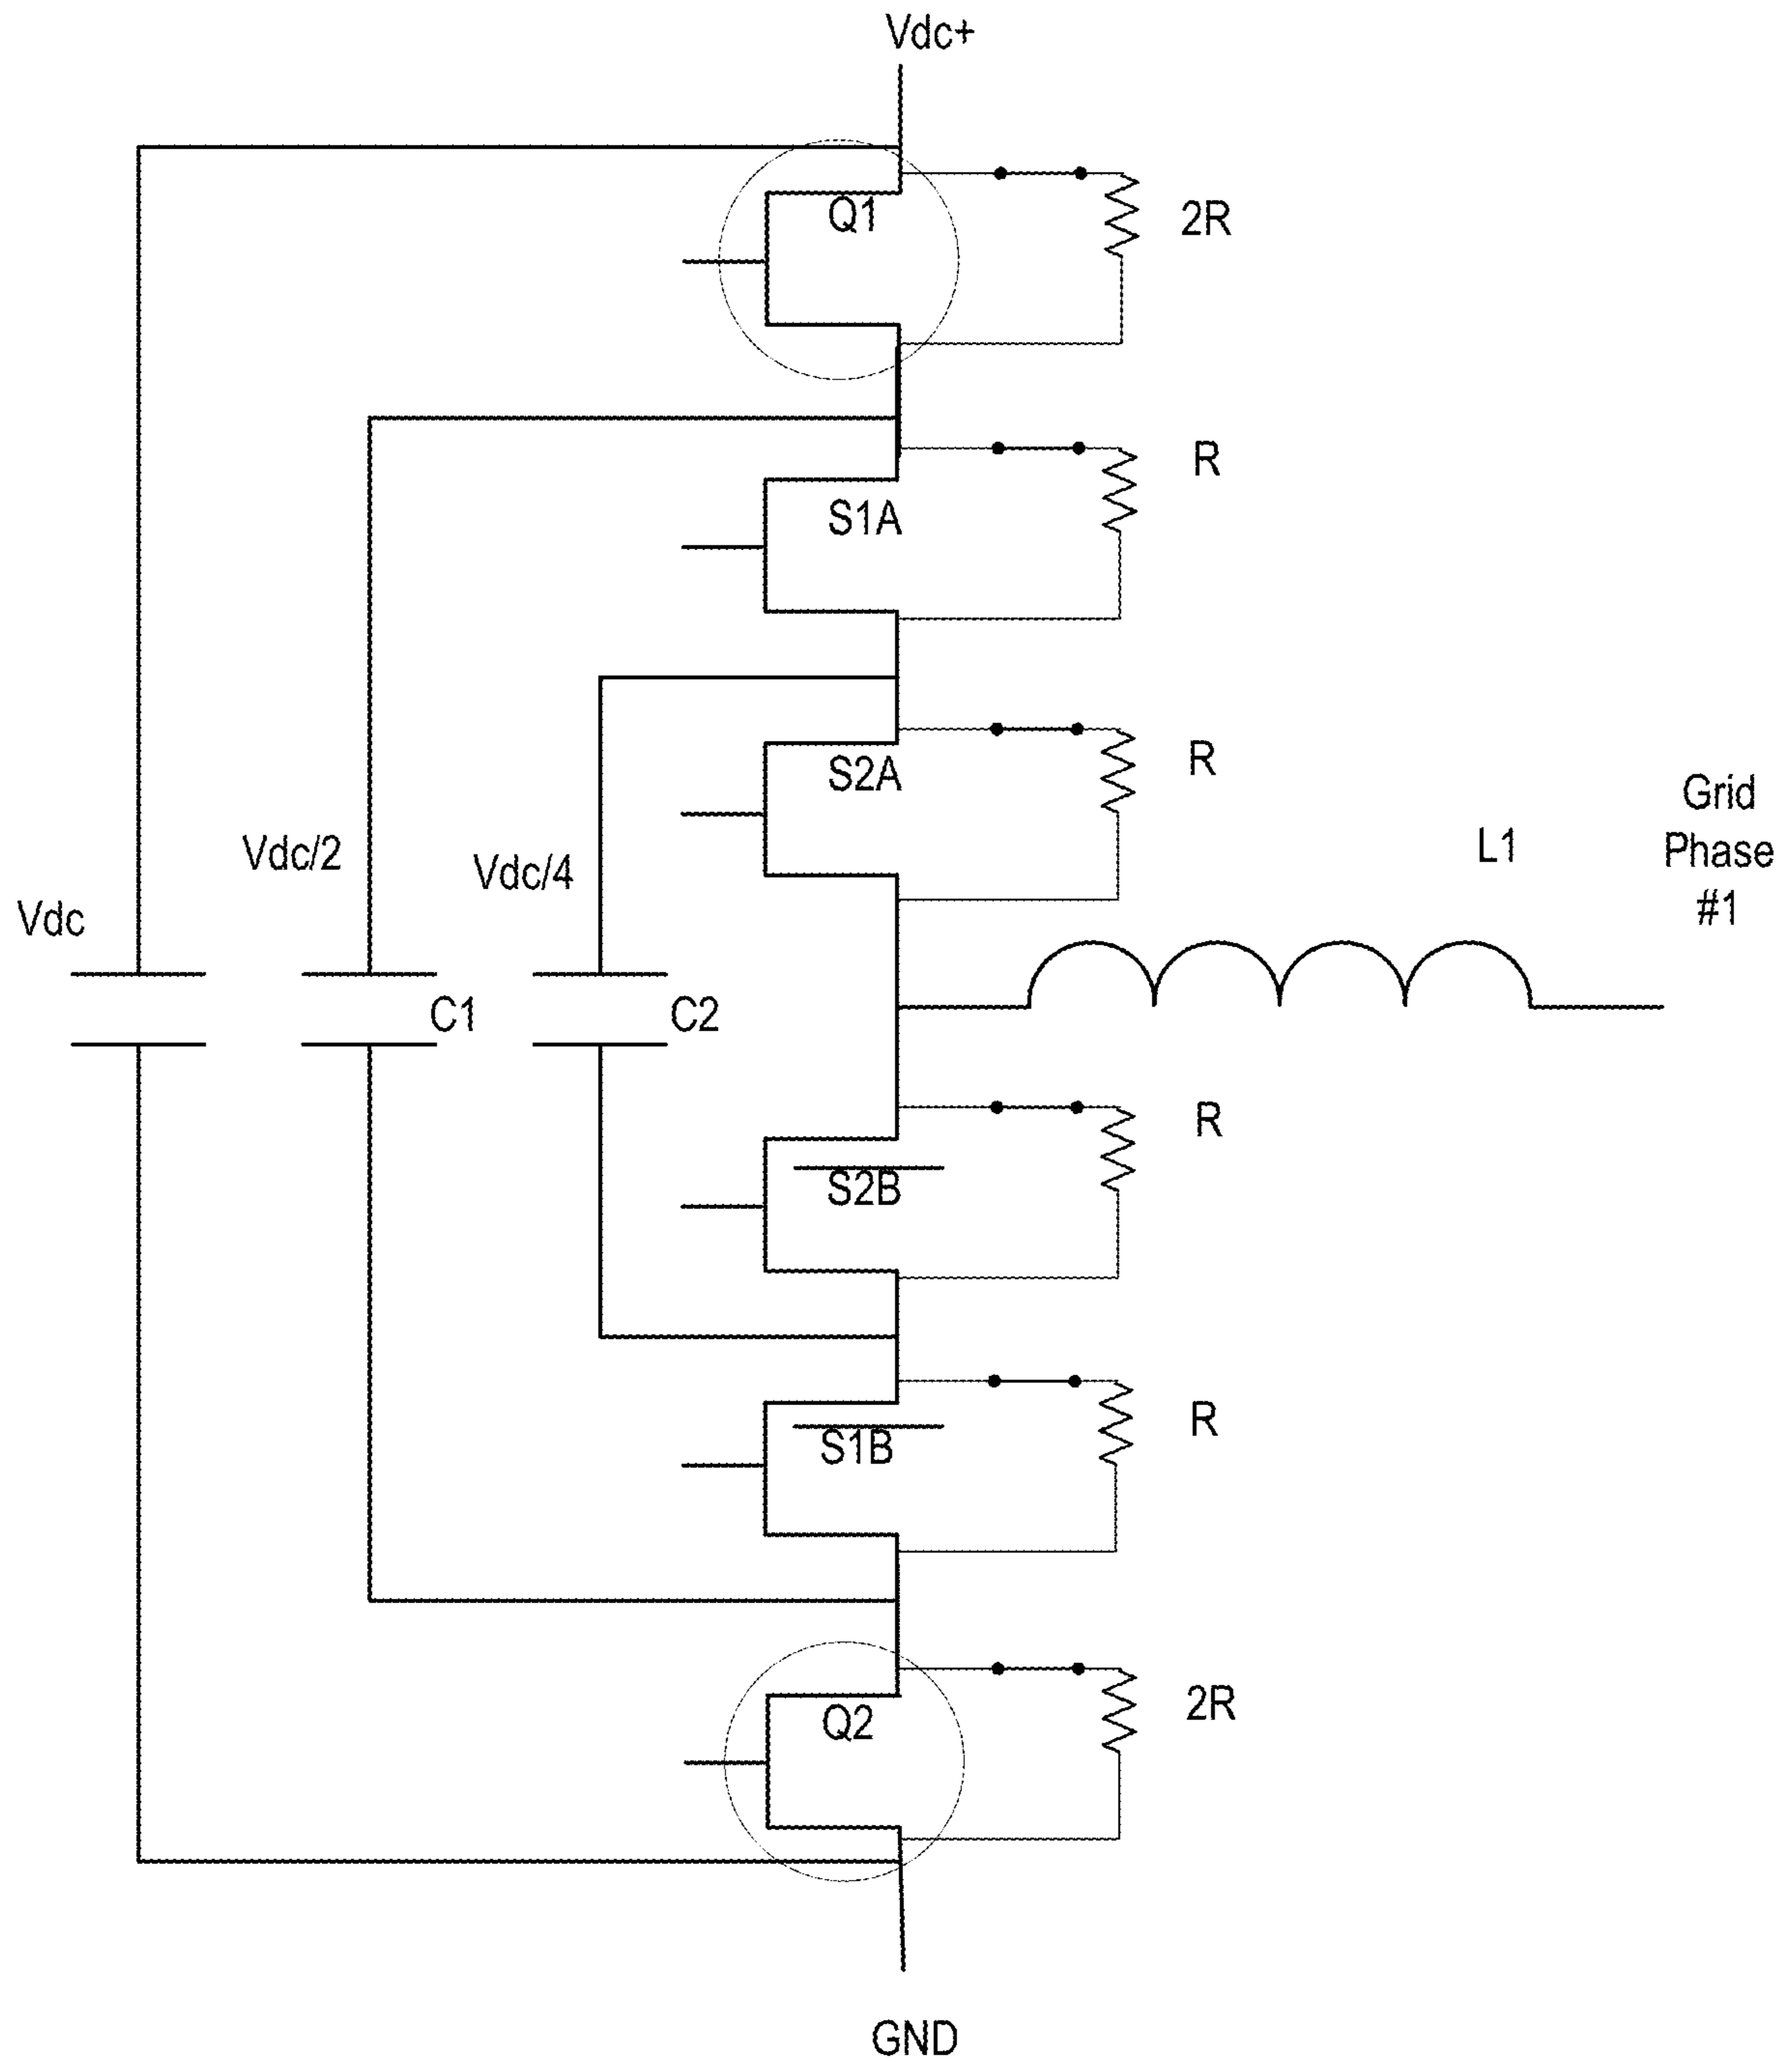 Vdc+
Q1
2R
R
S1A
S2A
R
Grid
Phase
#1
L1
Vdc/2
Vdc/4
Vdc
C1
C2
R
S2B
R
S1B
2R
Q2
GND